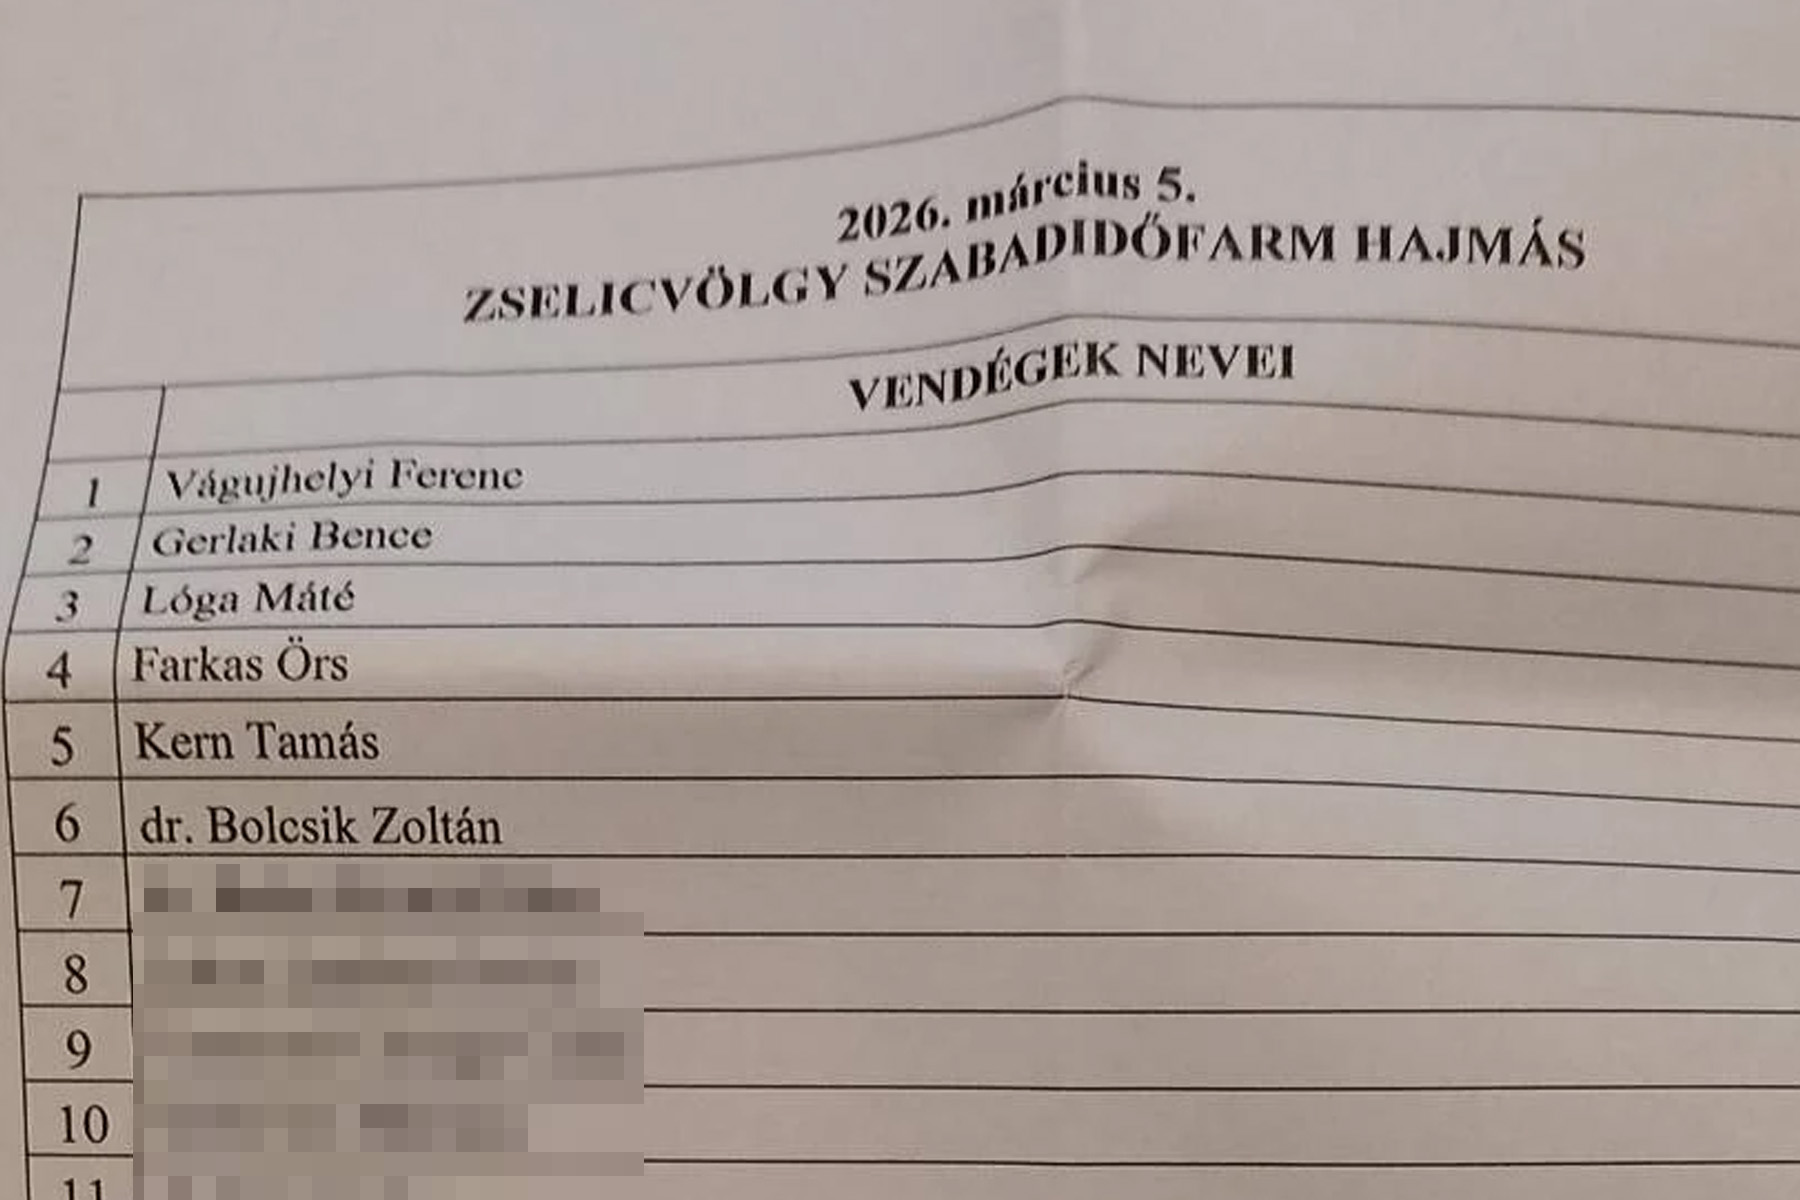 2026. március 5.
ZSELICVÖLGY SZABADIDŐFARM HAJMÁS
VENDÉGEK NEVEI
1 Vágujhelyi Ferenc
2 Gerlaki Bence
3 Lóga Máté
4 Farkas Örs
5 Kern Tamás
6 dr. Bolcsik Zoltán
7
8
9
10
11